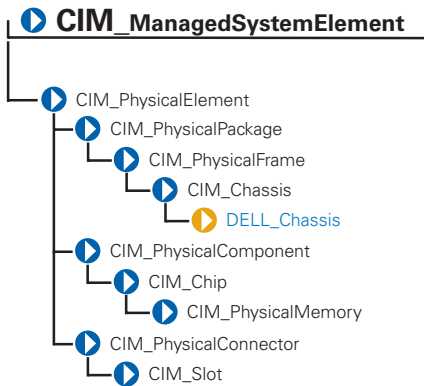 CIM_ManagedSystemElement
CIM_PhysicalElement
CIM_PhysicalPackage
CIM_PhysicalFrame
CIM_Chassis
DELL_Chassis
CIM_PhysicalComponent
CIM_Chip
CIM_PhysicalMemory
CIM_PhysicalConnector
CIM_Slot